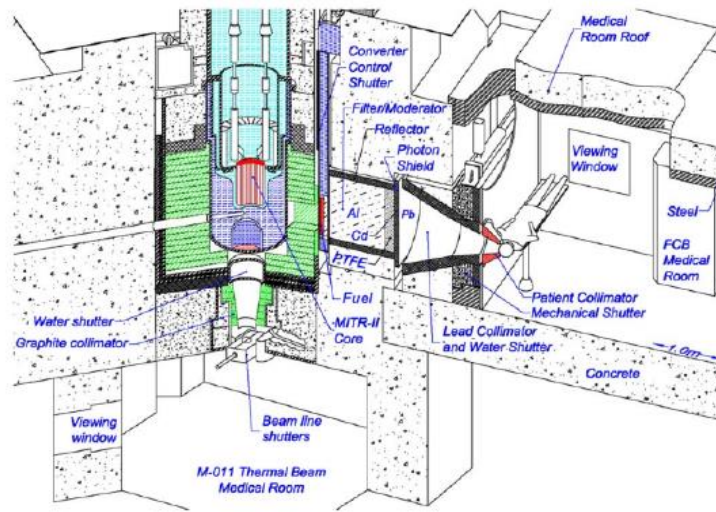 Converter
Control
Shutter
Filter/Moderator
Reflector
Photon
Shield
Medical
Room Roof
Viewing
Window
Steel
FCB
Medical
Room
Al
Cd
Pb
PTFE
Fuel
MITR-II
Core
Water shutter
Graphite collimator
Patient Collimator
Mechanical Shutter
Lead Collimator
and Water Shutter
1.0m
Concrete
Viewing
window
Beam line
shutters
M-011 Thermal Beam
Medical Room